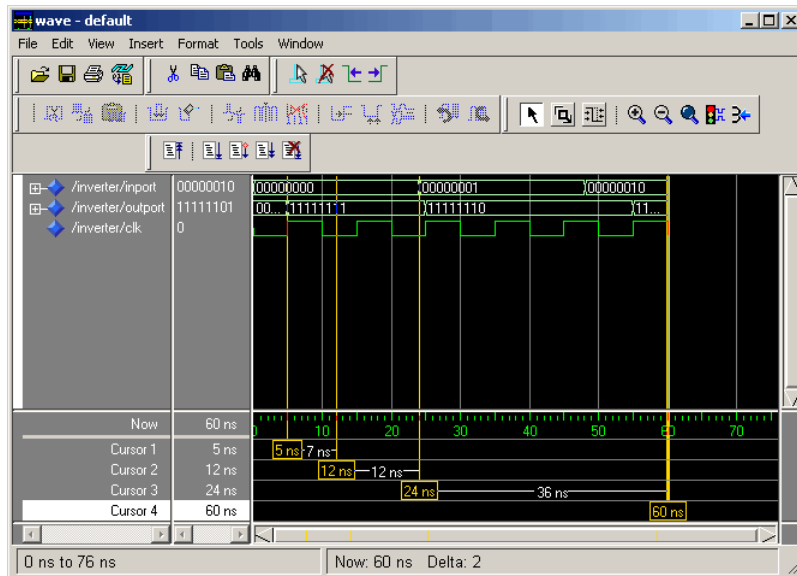 wave - default
File Edit View Insert Format Tools Window
/inverter/inport 00000010 00000000 00000001 00000010
/inverter/outport 11111101 00... 11111111 11111110 11...
/inverter/clk 0
Now 60 ns 0 10 20 30 40 50 60 70
Cursor 1 5 ns 5 ns 7 ns
Cursor 2 12 ns 12 ns 12 ns
Cursor 3 24 ns 24 ns 36 ns
Cursor 4 60 ns 60 ns
0 ns to 76 ns Now: 60 ns Delta: 2